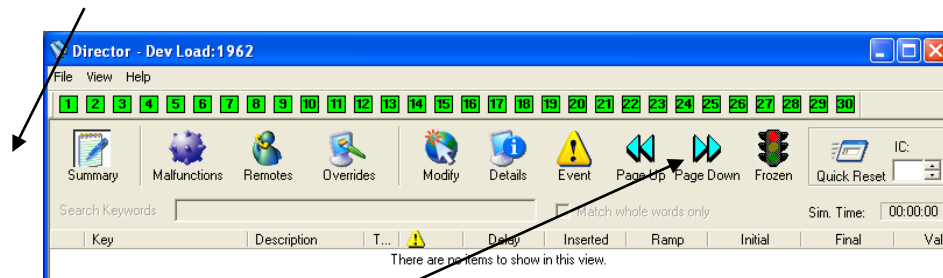 Director - Dev Load:1962
File View Help
1 2 3 4 5 6 7 8 9 10 11 12 13 14 15 16 17 18 19 20 21 22 23 24 25 26 27 28 29 30
Summary Malfunctions Remotes Overrides Modify Details Event Page Up Page Down Frozen Quick Reset IC:
Search Keywords Match whole words only Sim. Time: 00:00:00
Key Description T... Delay Inserted Ramp Initial Final Val
There are no items to show in this view.